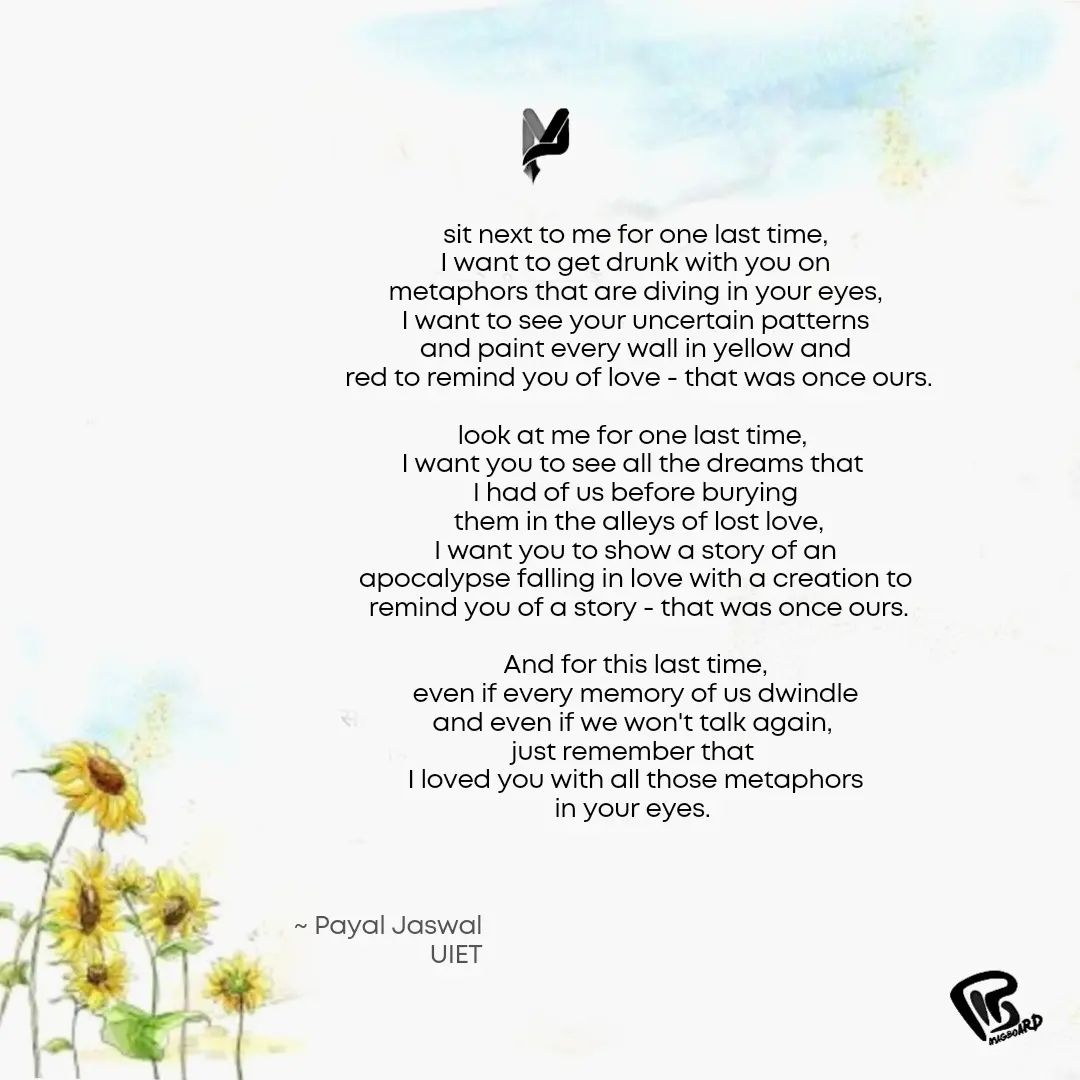 sit next to me for one last time,
I want to get drunk with you on
metaphors that are diving in your eyes,
I want to see your uncertain patterns
and paint every wall in yellow and
red to remind you of love - that was once ours.
look at me for one last time,
I want you to see all the dreams that
I had of us before burying
them in the alleys of lost love,
I want you to show a story of an
apocalypse falling in love with a creation to
remind you of a story - that was once ours.
And for this last time,
even if every memory of us dwindle
and even if we won't talk again,
just remember that
I loved you with all those metaphors
in your eyes.
~ Payal Jaswal
UIET
MAGBOARD